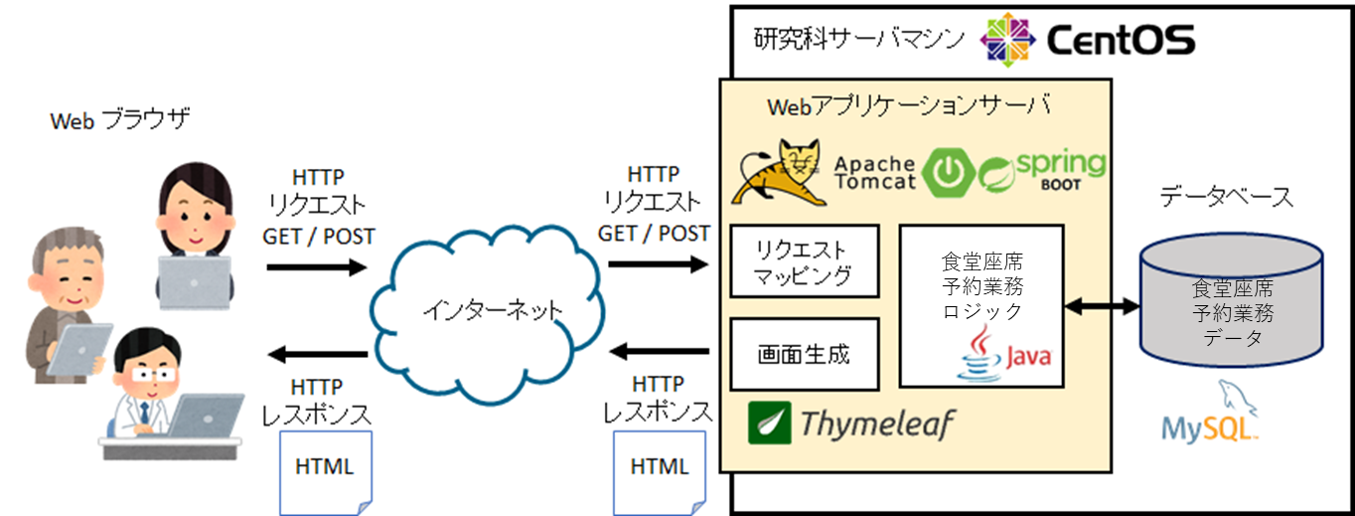 Web ブラウザ
HTTP
リクエスト
GET / POST
HTTP
レスポンス
HTML
インターネット
HTTP
リクエスト
GET / POST
HTTP
レスポンス
HTML
研究科サーバマシン
CentOS
Webアプリケーションサーバ
Apache
Tomcat
spring
BOOT
リクエスト
マッピング
画面生成
食堂座席
予約業務
ロジック
Java
Thymeleaf
データベース
食堂座席
予約業務
データ
MySQL